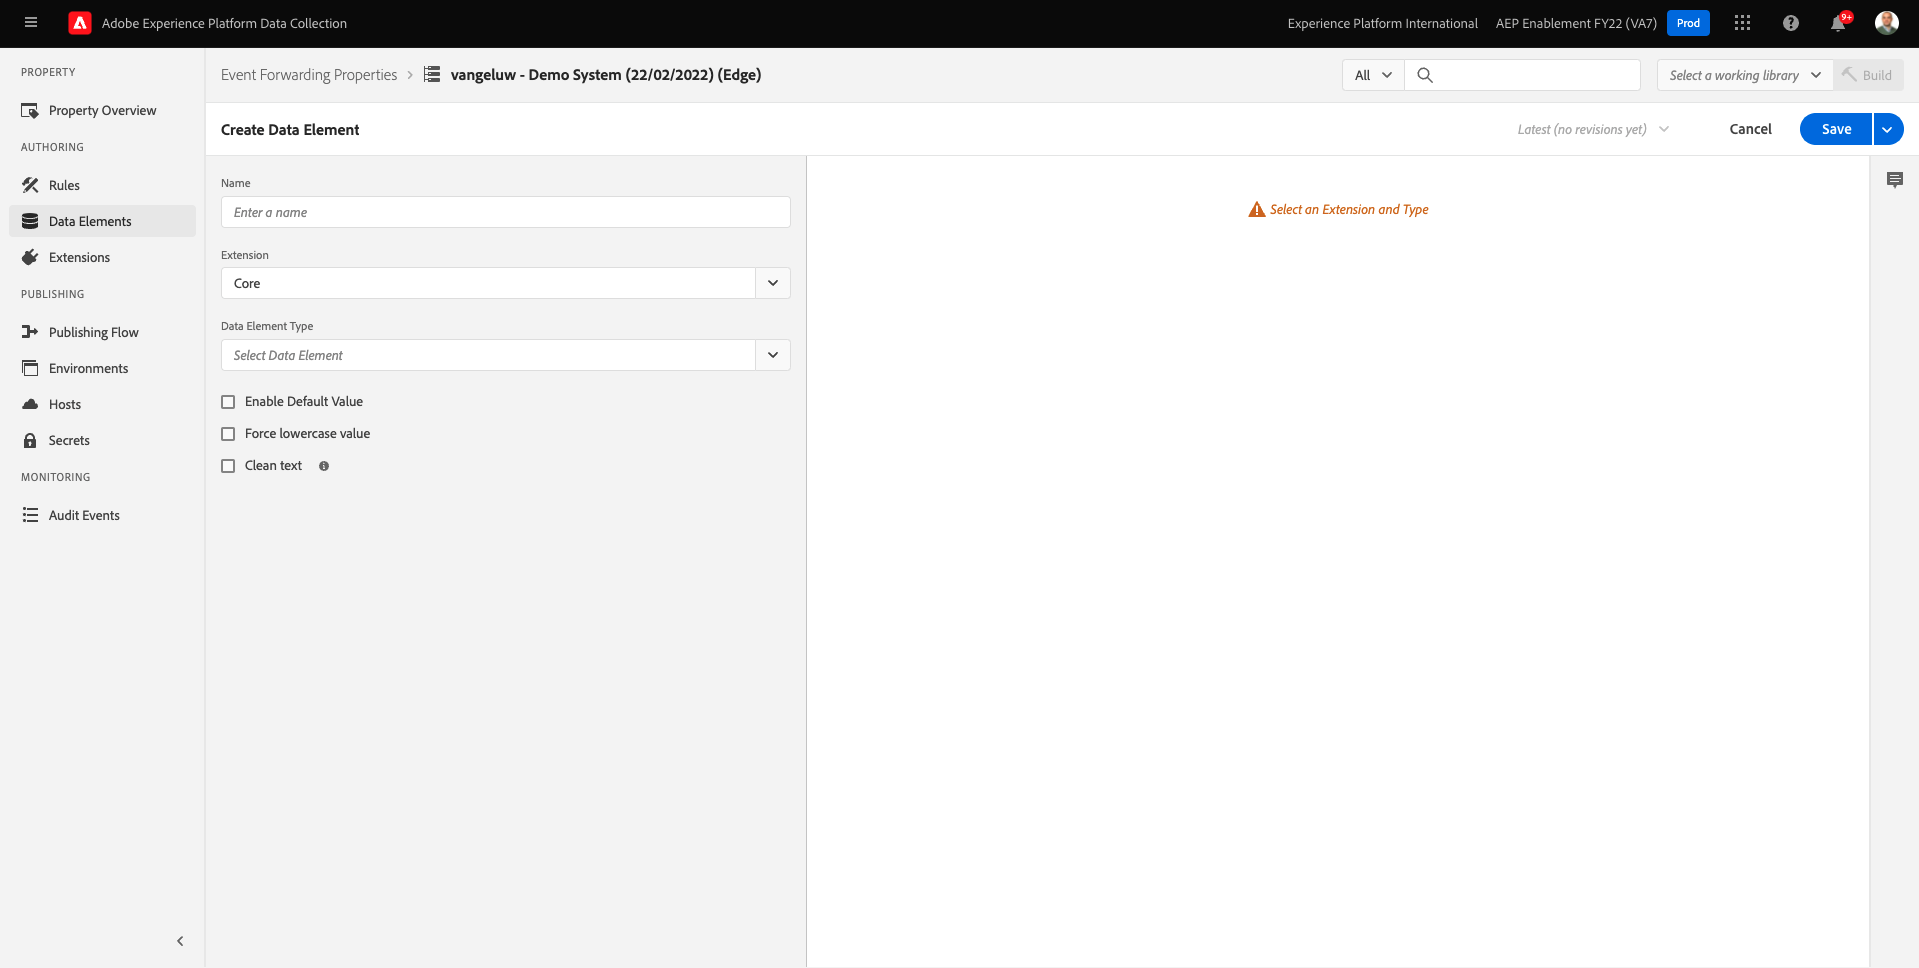 Adobe Experience Platform Data Collection
Experience Platform International
AEP Enablement FY22 (VA7)
Prod
9+
PROPERTY
Property Overview
AUTHORING
Rules
Data Elements
Extensions
PUBLISHING
Publishing Flow
Environments
Hosts
Secrets
MONITORING
Audit Events
Event Forwarding Properties
vangeluw - Demo System (22/02/2022) (Edge)
All
Select a working library
Build
Create Data Element
Latest (no revisions yet)
Cancel
Save
Name
Enter a name
Extension
Core
Data Element Type
Select Data Element
Enable Default Value
Force lowercase value
Clean text
Select an Extension and Type